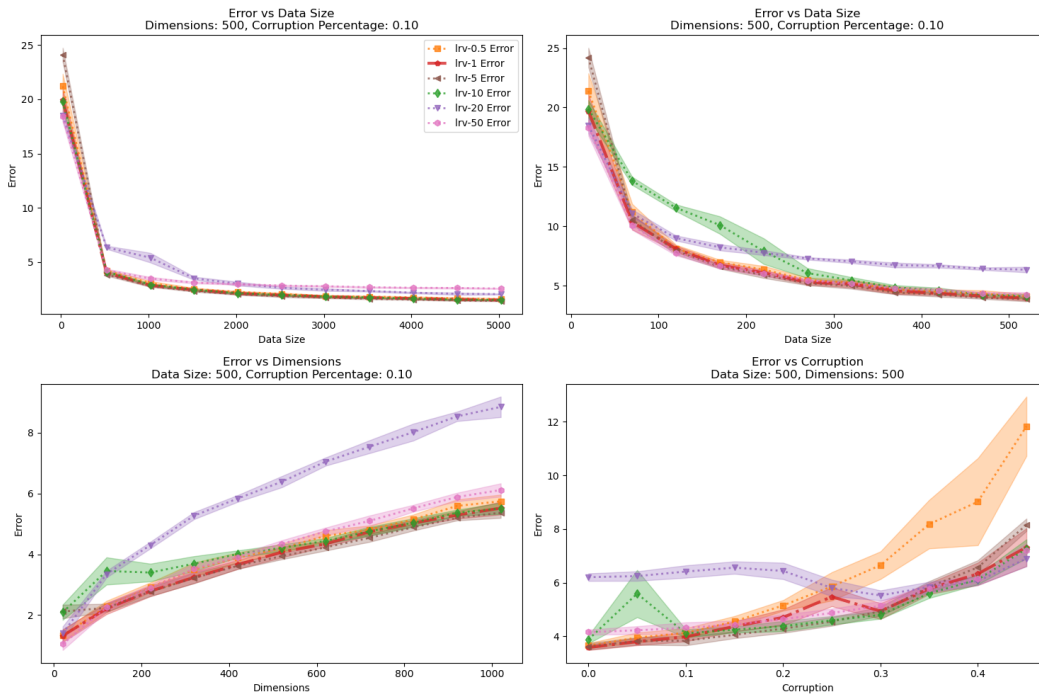 Error vs Data Size
Dimensions: 500, Corruption Percentage: 0.10
25
20
15
10
5
Error
0
1000
2000
3000
4000
5000
Data Size
lrv-0.5 Error
lrv-1 Error
lrv-5 Error
lrv-10 Error
lrv-20 Error
lrv-50 Error
Error vs Data Size
Dimensions: 500, Corruption Percentage: 0.10
25
20
15
10
5
Error
0
100
200
300
400
500
Data Size
Error vs Dimensions
Data Size: 500, Corruption Percentage: 0.10
8
6
4
2
Error
0
200
400
600
800
1000
Dimensions
Error vs Corruption
Data Size: 500, Dimensions: 500
12
10
8
6
4
Error
0.0
0.1
0.2
0.3
0.4
Corruption